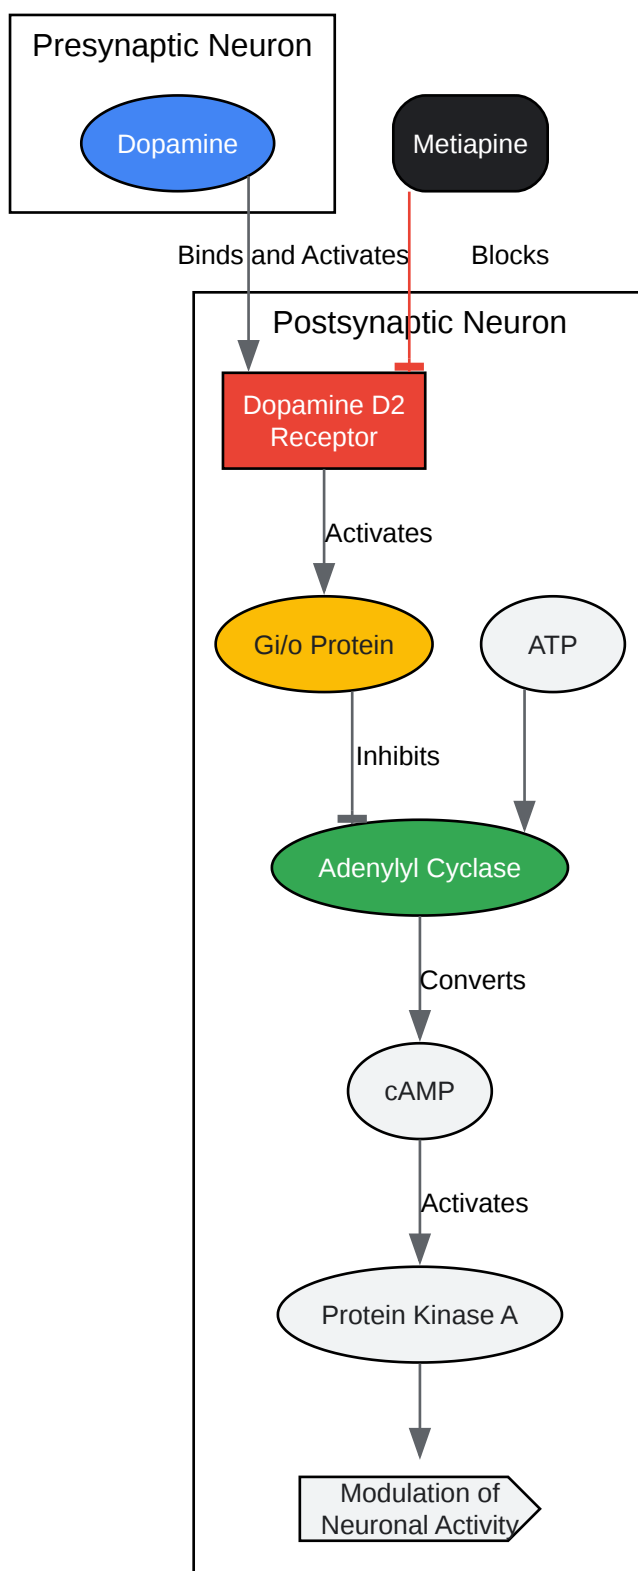 Presynaptic Neuron
Dopamine
Metiapine
Binds and Activates
Blocks
Postsynaptic Neuron
Dopamine D2
Receptor
Activates
Gi/o Protein
ATP
Inhibits
Adenylyl Cyclase
Converts
cAMP
Activates
Protein Kinase A
Modulation of
Neuronal Activity